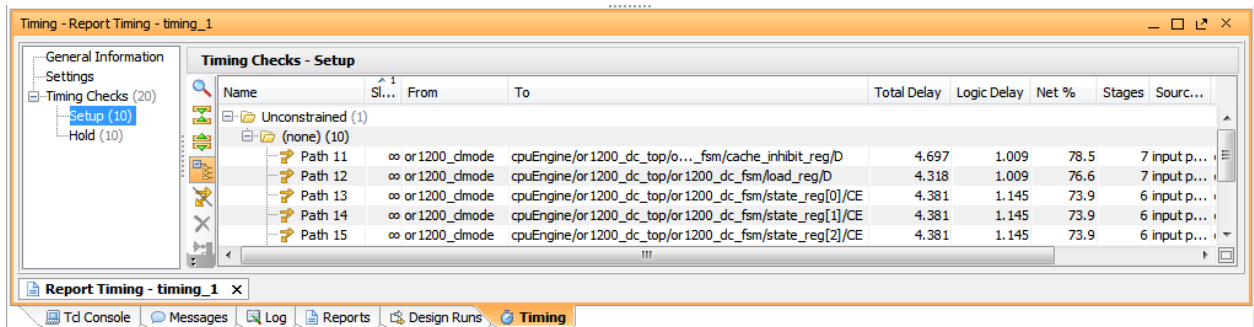 Timing - Report Timing - timing_1
General Information
Settings
Timing Checks (20)
Setup (10)
Hold (10)
Timing Checks - Setup
Name Sl... 1 From To Total Delay Logic Delay Net % Stages Sourc...
Unconstrained (1)
(none) (10)
Path 11 ∞ or1200_clmode cpuEngine/or1200_dc_top/o..._fsm/cache_inhibit_reg/D 4.697 1.009 78.5 7 input p...
Path 12 ∞ or1200_clmode cpuEngine/or1200_dc_top/or1200_dc_fsm/load_reg/D 4.318 1.009 76.6 7 input p...
Path 13 ∞ or1200_clmode cpuEngine/or1200_dc_top/or1200_dc_fsm/state_reg[0]/CE 4.381 1.145 73.9 6 input p...
Path 14 ∞ or1200_clmode cpuEngine/or1200_dc_top/or1200_dc_fsm/state_reg[1]/CE 4.381 1.145 73.9 6 input p...
Path 15 ∞ or1200_clmode cpuEngine/or1200_dc_top/or1200_dc_fsm/state_reg[2]/CE 4.381 1.145 73.9 6 input p...
Report Timing - timing_1
Tcl Console Messages Log Reports Design Runs Timing